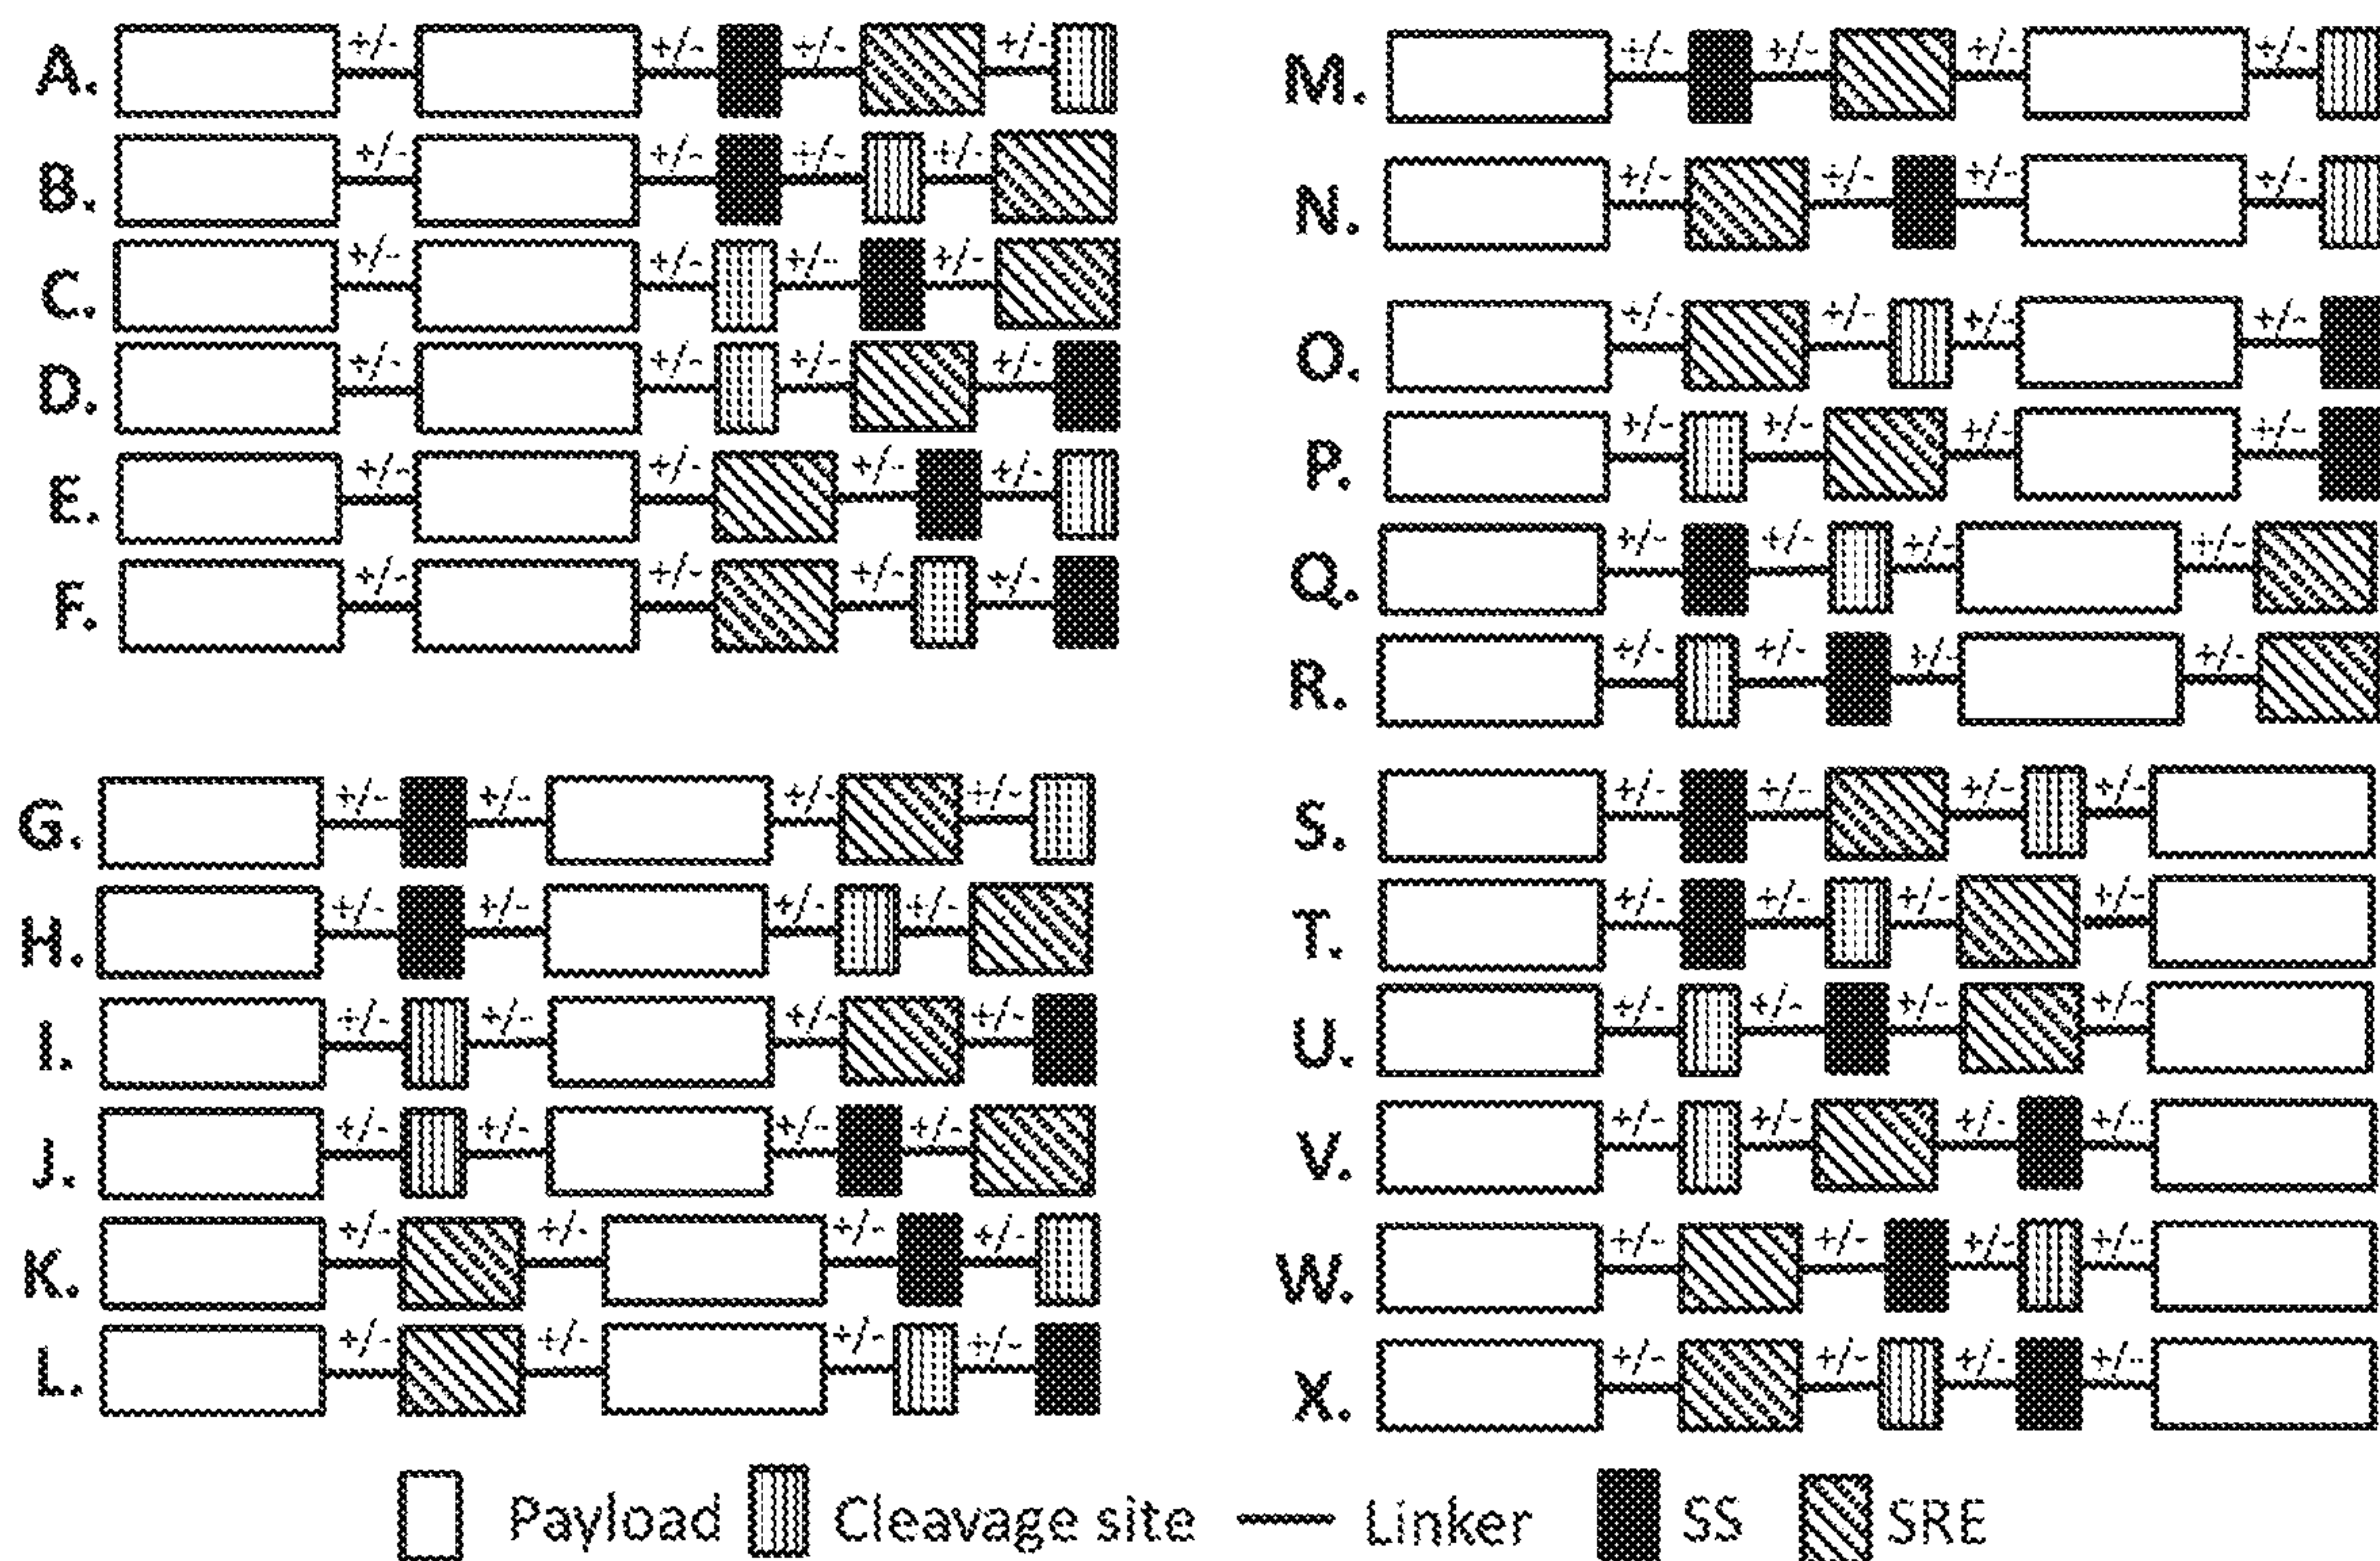 A. +/- +/- +/- +/-
B. +/- +/- +/- +/-
C. +/- +/- +/- +/-
D. +/- +/- +/- +/-
E. +/- +/- +/- +/-
F. +/- +/- +/- +/-
G. +/- +/- +/- +/-
H. +/- +/- +/- +/-
I. +/- +/- +/- +/-
J. +/- +/- +/- +/-
K. +/- +/- +/- +/-
L. +/- +/- +/- +/-
M. +/- +/- +/- +/-
N. +/- +/- +/- +/-
O. +/- +/- +/- +/-
P. +/- +/- +/- +/-
Q. +/- +/- +/- +/-
R. +/- +/- +/- +/-
S. +/- +/- +/- +/-
T. +/- +/- +/- +/-
U. +/- +/- +/- +/-
V. +/- +/- +/- +/-
W. +/- +/- +/- +/-
X. +/- +/- +/- +/-
Payload Cleavage site Linker SS SRE